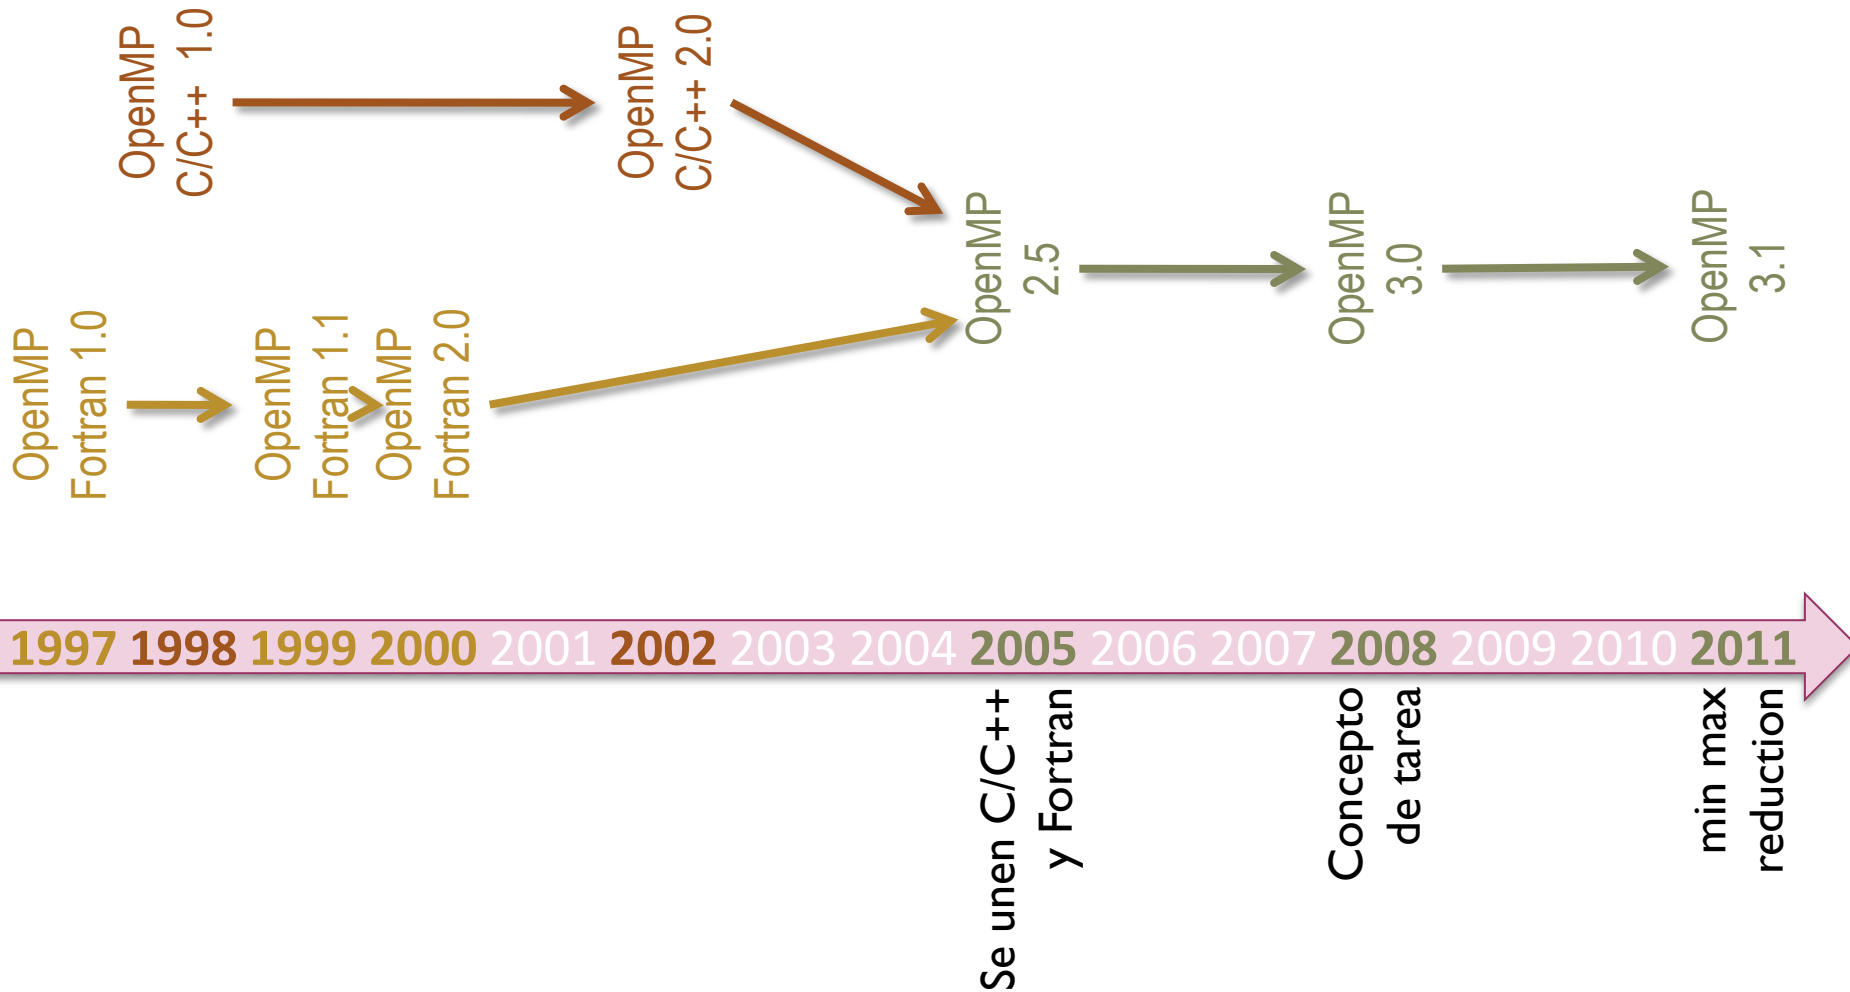 OpenMP
C/C++ 1.0
OpenMP
C/C++ 2.0
OpenMP
Fortran 1.0
OpenMP
Fortran 1.1
OpenMP
Fortran 2.0
OpenMP
2.5
OpenMP
3.0
OpenMP
3.1
1997 1998 1999 2000 2001 2002 2003 2004 2005 2006 2007 2008 2009 2010 2011
Se unen C/C++
y Fortran
Concepto
de tarea
min max
reduction